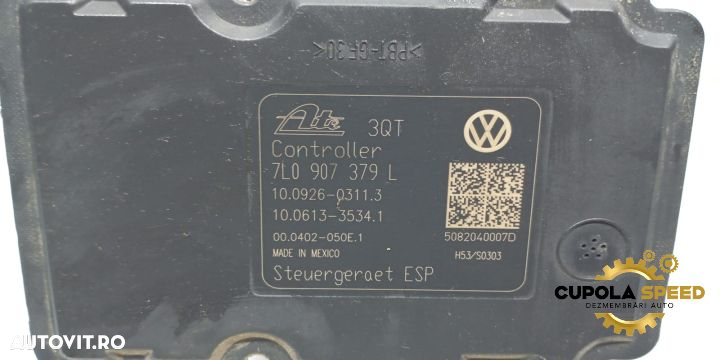 >PBT-GF30<
Ate 3QT
Controller
7L0 907 379 L
10.0926-0311.3
10.0613-3534.1
00.0402-050E.1
5082040007D
MADE IN MEXICO
H53/S0303
Steuergeraet ESP
CUPOLA SPEED
DEZMEMBRĂRI AUTO
AUTOVIT.RO